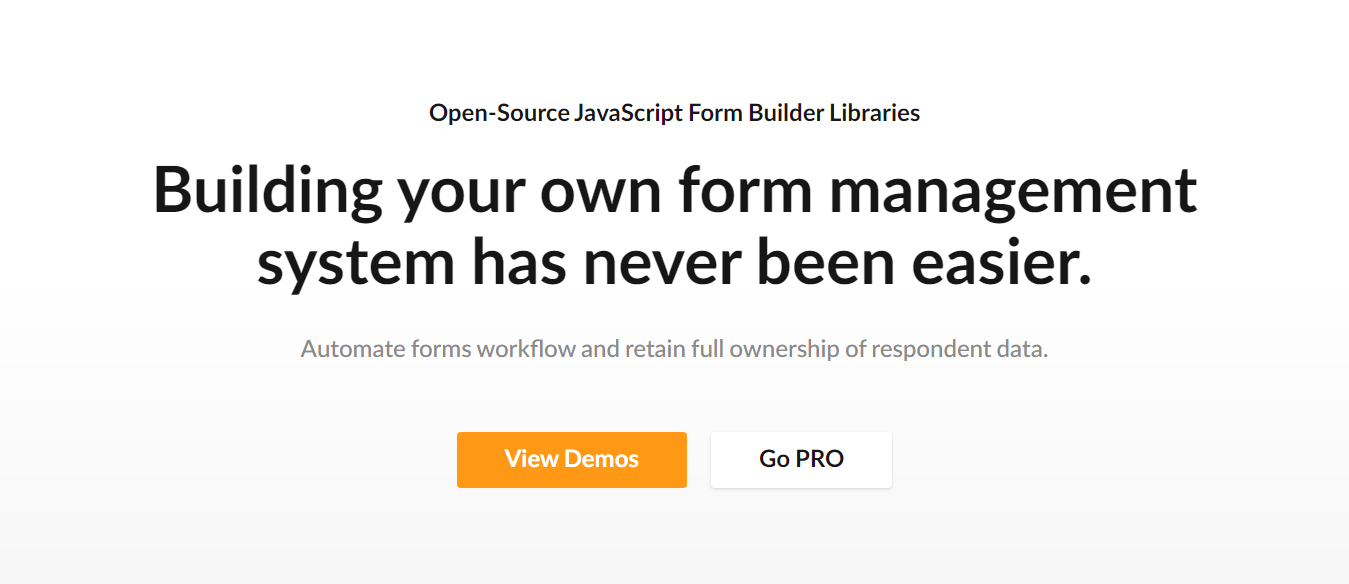 Open-Source JavaScript Form Builder Libraries
Building your own form management
system has never been easier.
Automate forms workflow and retain full ownership of respondent data.
View Demos
Go PRO